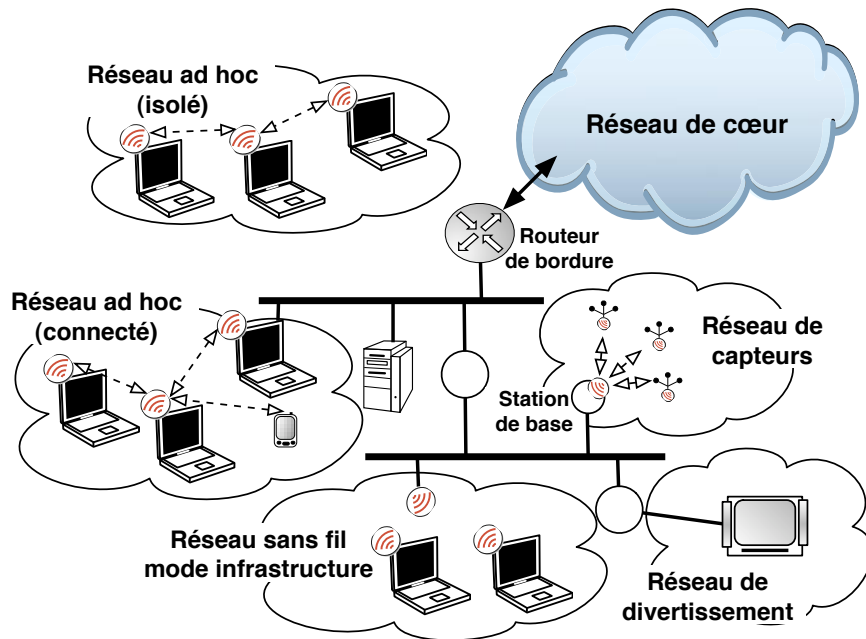 Réseau ad hoc
(isolé)
Réseau de cœur
Routeur
de bordure
Réseau ad hoc
(connecté)
Réseau de
capteurs
Station
de base
Réseau sans fil
mode infrastructure
Réseau de
divertissement